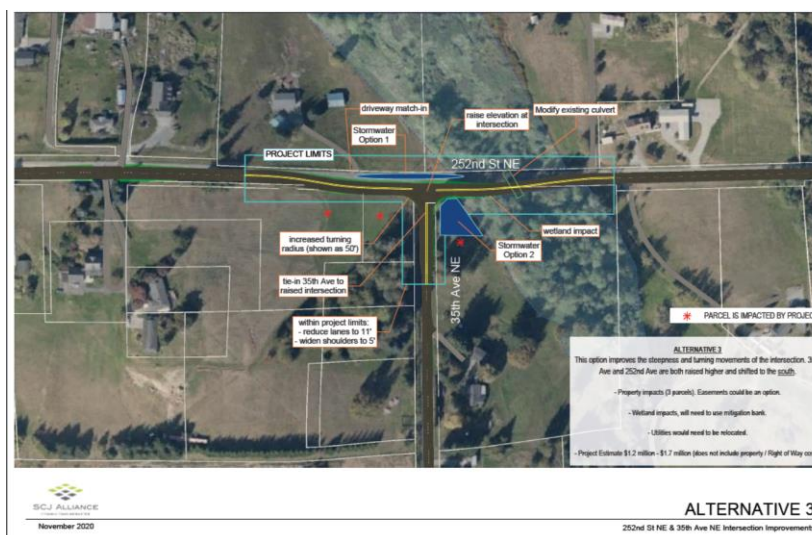 driveway match-in
Stormwater
Option 1
raise elevation at
intersection
Modify existing culvert
PROJECT LIMITS
252nd St NE
increased turning
radius (shown as 50')
wetland impact
Stormwater
Option 2
tie-in 35th Ave to
raised intersection
35th Ave NE
within project limits:
- reduce lanes to 11'
- widen shoulders to 5'
* PARCEL IS IMPACTED BY PROJEC
ALTERNATIVE 3
This option improves the steepness and turning movements of the intersection. 3
Ave and 252nd Ave are both raised higher and shifted to the south.
- Property impacts (3 parcels). Easements could be an option.
- Wetland impacts, will need to use mitigation bank.
- Utilities would need to be relocated.
- Project Estimate $1.2 million - $1.7 million (does not include property / Right of Way cos
SCJ ALLIANCE
November 2020
ALTERNATIVE 3
252nd St NE & 35th Ave NE Intersection Improvements